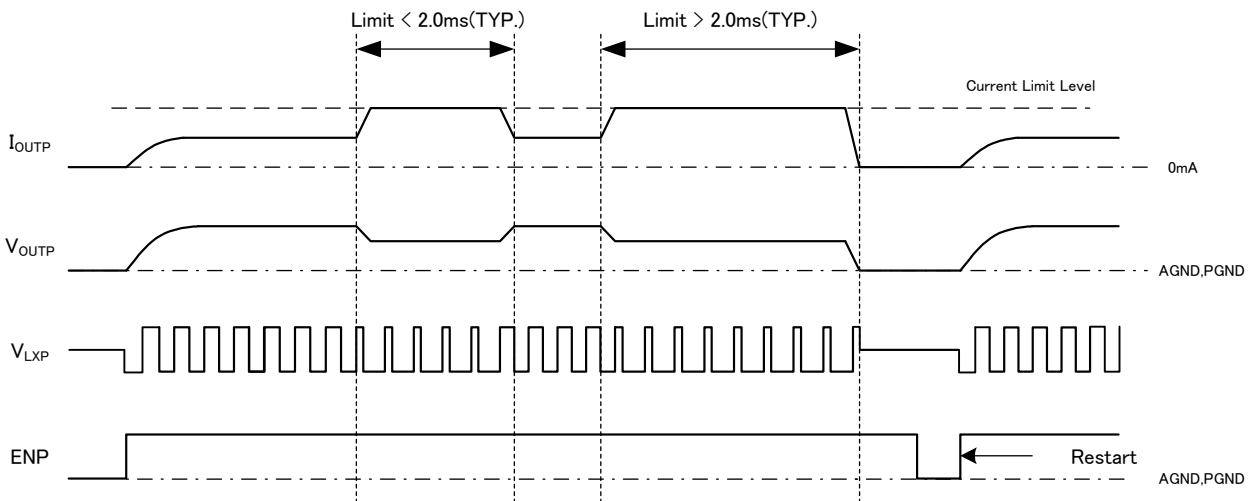 Limit < 2.0ms(TYP.)
Limit > 2.0ms(TYP.)
Current Limit Level
IOUTP
0mA
VOUTP
AGND,PGND
VLXP
ENP
Restart
AGND,PGND